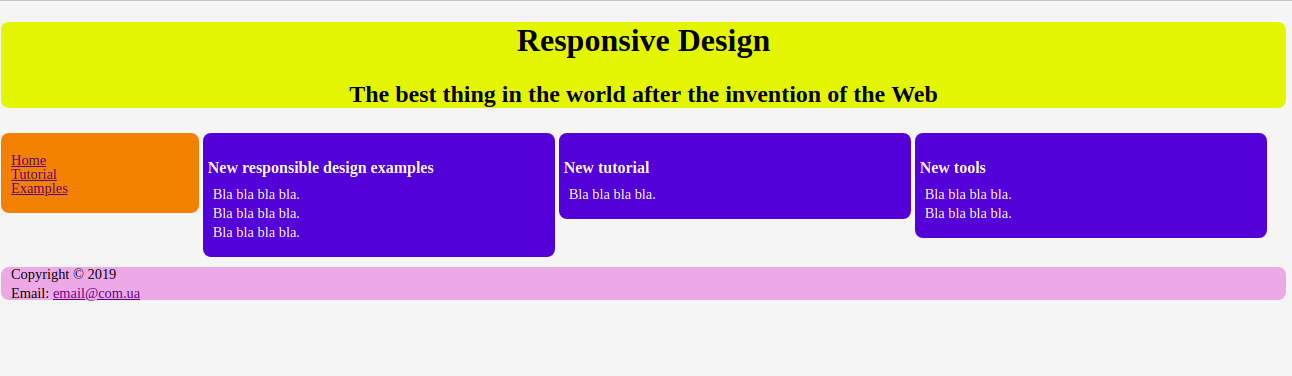 Responsive Design
The best thing in the world after the invention of the Web
Home
Tutorial
Examples
New responsible design examples
Bla bla bla bla.
Bla bla bla bla.
Bla bla bla bla.
New tutorial
Bla bla bla bla.
New tools
Bla bla bla bla.
Bla bla bla bla.
Copyright © 2019
Email: email@com.ua